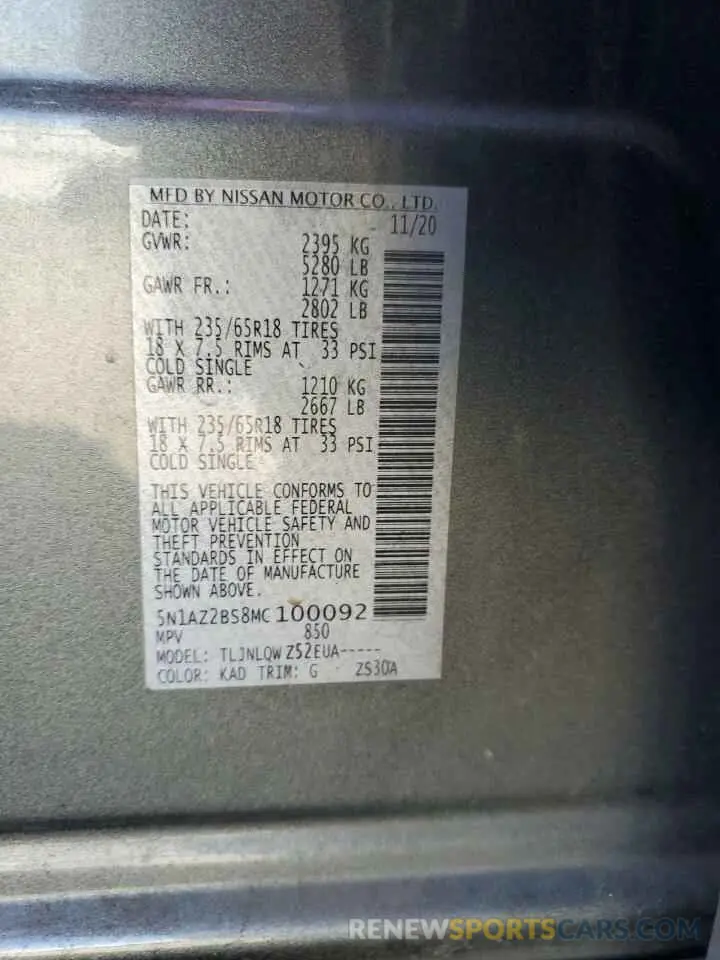 MFD BY NISSAN MOTOR CO., LTD.
DATE: 11/20
GVWR: 2395 KG
5280 LB
GAWR FR.: 1271 KG
2802 LB
WITH 235/65R18 TIRES
18 X 7.5 RIMS AT 33 PSI
COLD SINGLE
GAWR RR.: 1210 KG
2667 LB
WITH 235/65R18 TIRES
18 X 7.5 RIMS AT 33 PSI
COLD SINGLE
THIS VEHICLE CONFORMS TO
ALL APPLICABLE FEDERAL
MOTOR VEHICLE SAFETY AND
THEFT PREVENTION
STANDARDS IN EFFECT ON
THE DATE OF MANUFACTURE
SHOWN ABOVE.
5N1AZ2BS8MC100092
MPV 850
MODEL: TLJNLQW Z52EUA-----
COLOR: KAD TRIM: G ZS30A
RENEWSPORTSCARS.COM